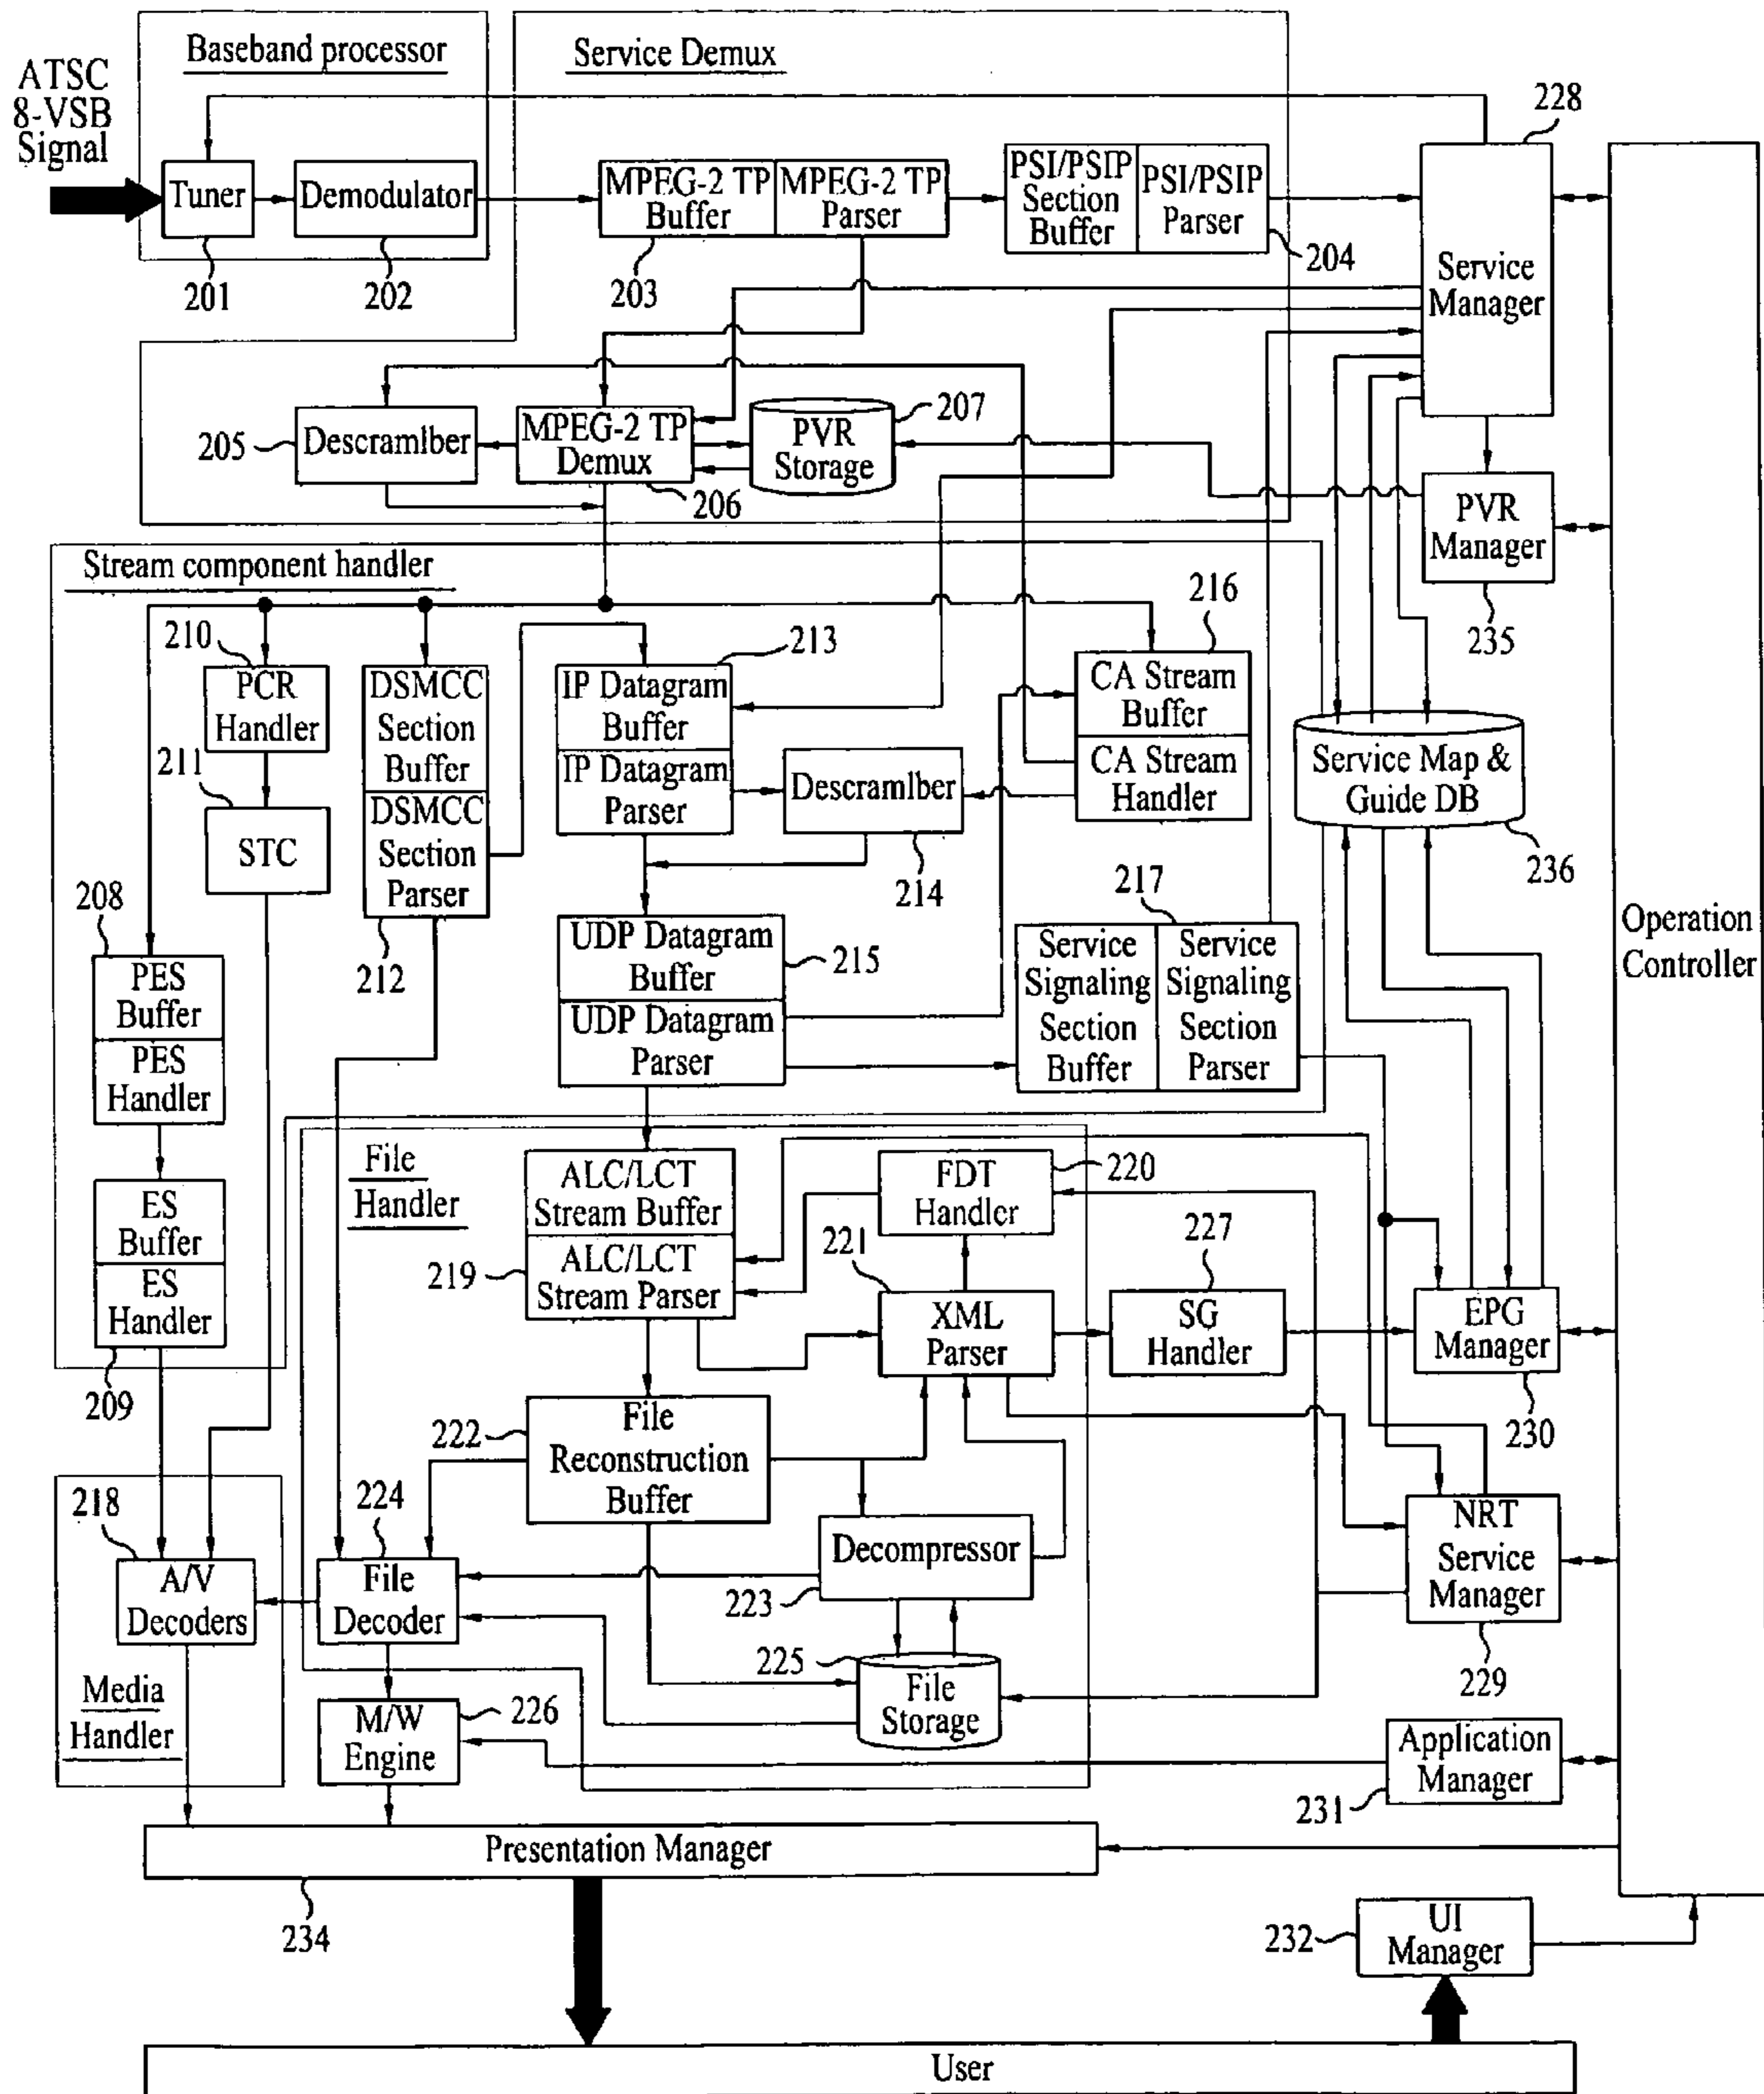 Baseband processor
Service Demux
ATSC
8-VSB
Signal
228
Tuner
Demodulator
MPEG-2 TP
Buffer
MPEG-2 TP
Parser
PSI/PSIP
Section
Buffer
PSI/PSIP
Parser
201
202
203
204
Service
Manager
207
205
Descramlber
MPEG-2 TP
Demux
PVR
Storage
206
PVR
Manager
235
Stream component handler
210
213
216
PCR
Handler
DSMCC
Section
Buffer
DSMCC
Section
Parser
IP Datagram
Buffer
IP Datagram
Parser
CA Stream
Buffer
CA Stream
Handler
211
Descramlber
Service Map &
Guide DB
STC
214
236
208
212
217
Operation
Controller
PES
Buffer
PES
Handler
UDP Datagram
Buffer
UDP Datagram
Parser
215
Service
Signaling
Section
Buffer
Service
Signaling
Section
Parser
File
Handler
ALC/LCT
Stream Buffer
ALC/LCT
Stream Parser
FDT
Handler
220
ES
Buffer
ES
Handler
219
221
227
XML
Parser
SG
Handler
EPG
Manager
209
222
File
Reconstruction
Buffer
230
218
224
NRT
Service
Manager
A/V
Decoders
File
Decoder
Decompressor
223
225
229
Media
Handler
M/W
Engine
226
File
Storage
Application
Manager
231
Presentation Manager
234
232
UI
Manager
User